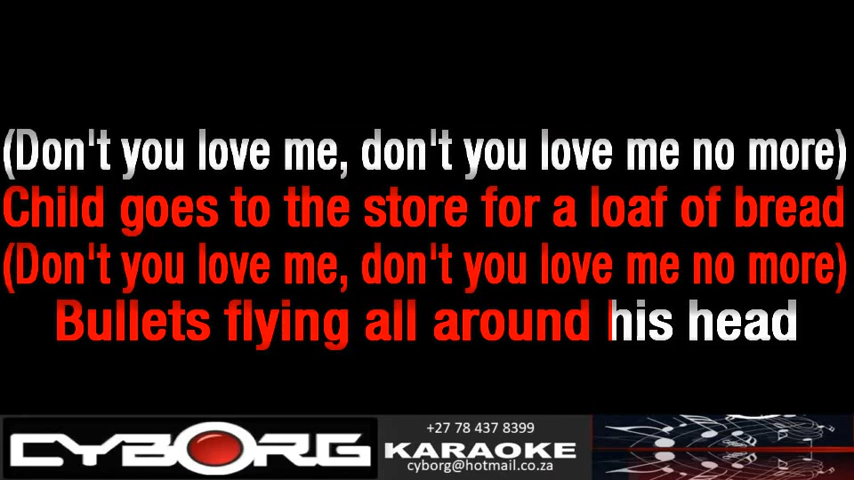 (Don't you love me, don't you love me no more)
Child goes to the store for a loaf of bread
(Don't you love me, don't you love me no more)
Bullets flying all around his head
CYBORG
+27 78 437 8399
KARAOKE
cyborg@hotmail.co.za